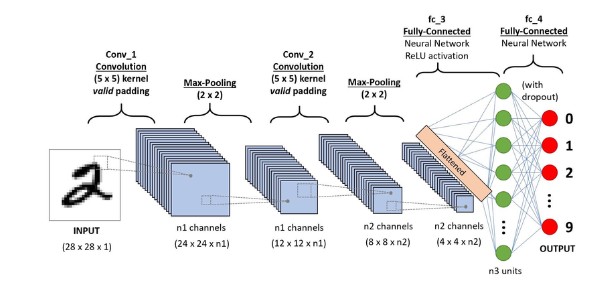 fc_3
Fully-Connected
Neural Network
ReLU activation
fc_4
Fully-Connected
Neural Network
Conv_1
Convolution
(5 x 5) kernel
valid padding
Max-Pooling
(2 x 2)
Conv_2
Convolution
(5 x 5) kernel
valid padding
Max-Pooling
(2 x 2)
(with
dropout)
Flattened
0
1
2
9
2
INPUT
(28 x 28 x 1)
n1 channels
(24 x 24 x n1)
n1 channels
(12 x 12 x n1)
n2 channels
(8 x 8 x n2)
n2 channels
(4 x 4 x n2)
n3 units
OUTPUT